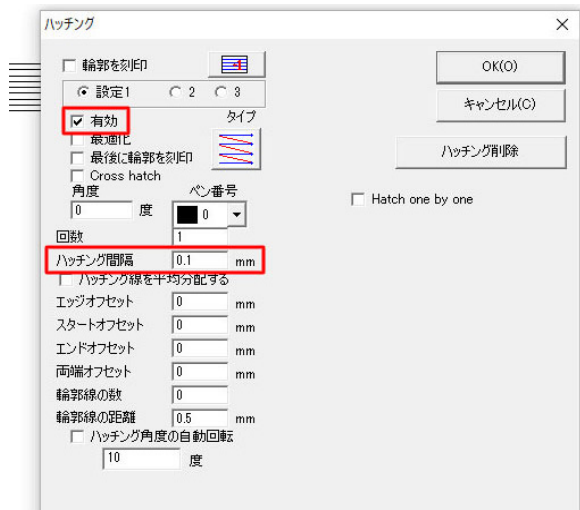 ハッチング
輪郭を刻印
設定1 2 3
有効 タイプ
最適化
最後に輪郭を刻印
Cross hatch
角度 ペン番号
0 度 0
回数 1
ハッチング間隔 0.1 mm
ハッチング線を平均分配する
エッジオフセット 0 mm
スタートオフセット 0 mm
エンドオフセット 0 mm
両端オフセット 0 mm
輪郭線の数 0
輪郭線の距離 0.5 mm
ハッチング角度の自動回転
10 度
OK(O)
キャンセル(C)
ハッチング削除
Hatch one by one